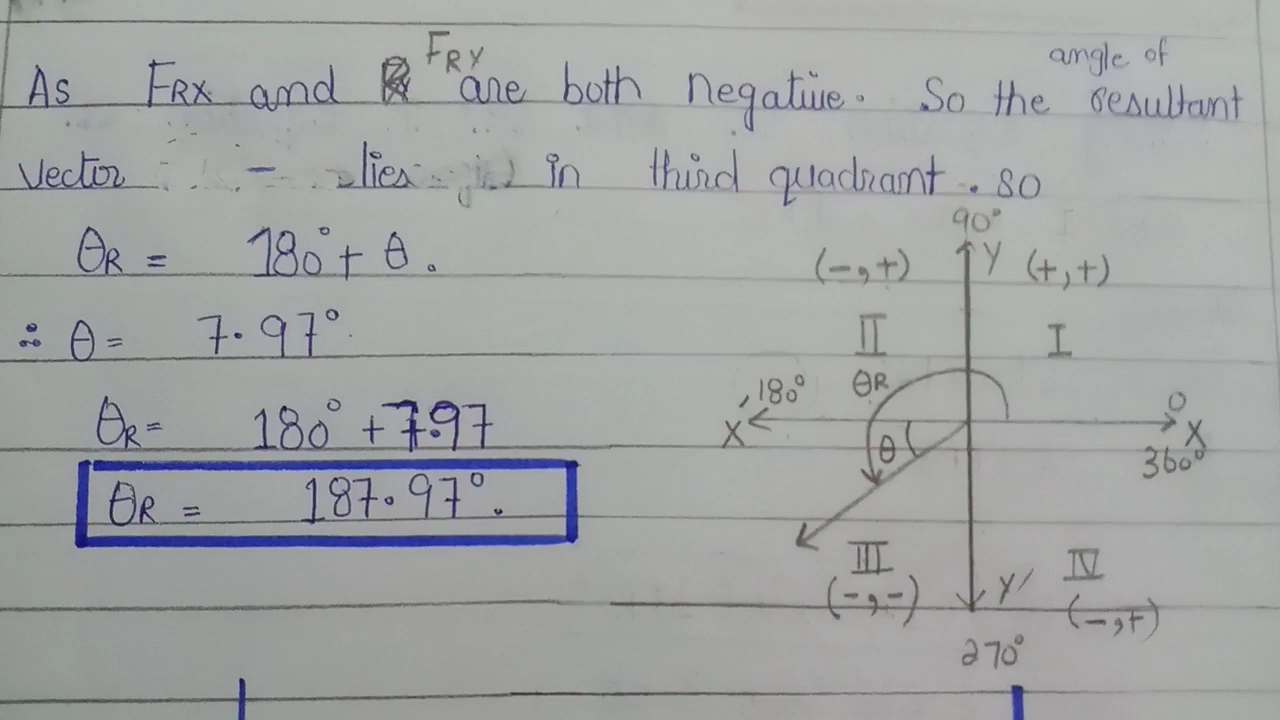 As FRX and FRY are both negative. So the angle of resultant
vector lies in third quadrant. so
θR = 180° + θ.
∴ θ = 7.97°
θR = 180° + 7.97
θR = 187.97°.
90°
Y
(-,+) (+,+)
II I
,180° θR 0
X X
θ 360°
III IV
(-,-) Y' (-,+)
270°